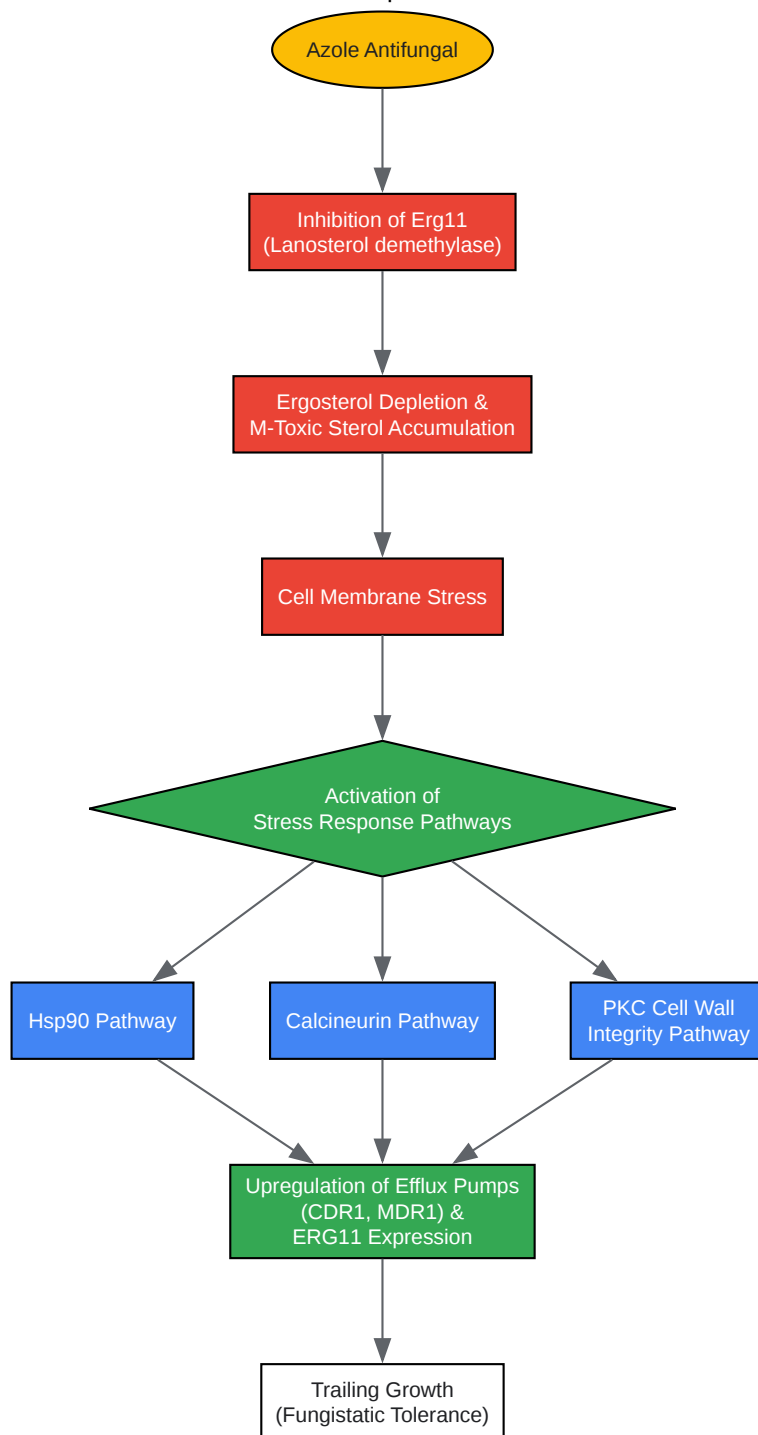 Azole Antifungal
Inhibition of Erg11
(Lanosterol demethylase)
Ergosterol Depletion &
M-Toxic Sterol Accumulation
Cell Membrane Stress
Activation of
Stress Response Pathways
Hsp90 Pathway
Calcineurin Pathway
PKC Cell Wall
Integrity Pathway
Upregulation of Efflux Pumps
(CDR1, MDR1) &
ERG11 Expression
Trailing Growth
(Fungistatic Tolerance)